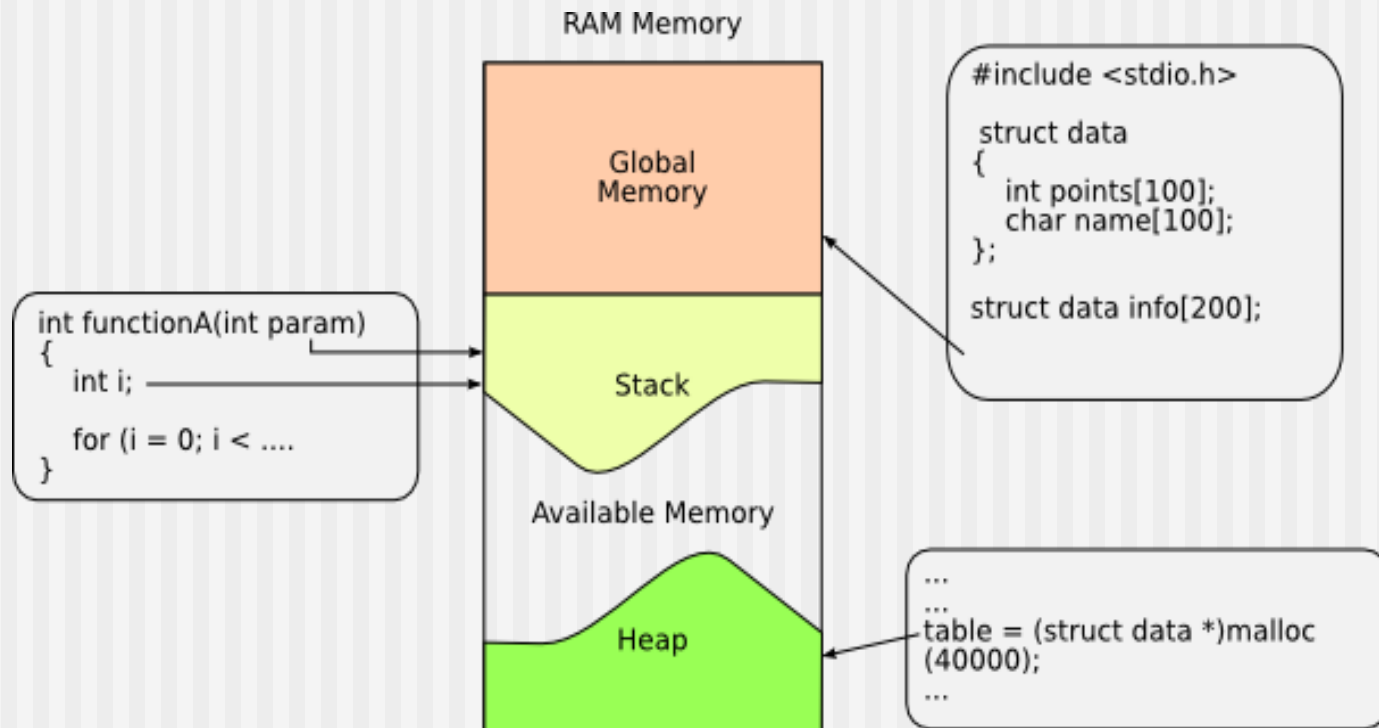 RAM Memory
Global
Memory
Stack
Available Memory
Heap
int functionA(int param)
{
int i;
for (i = 0; i < ....
}
#include <stdio.h>
struct data
{
int points[100];
char name[100];
};
struct data info[200];
...
...
table = (struct data *)malloc
(40000);
...